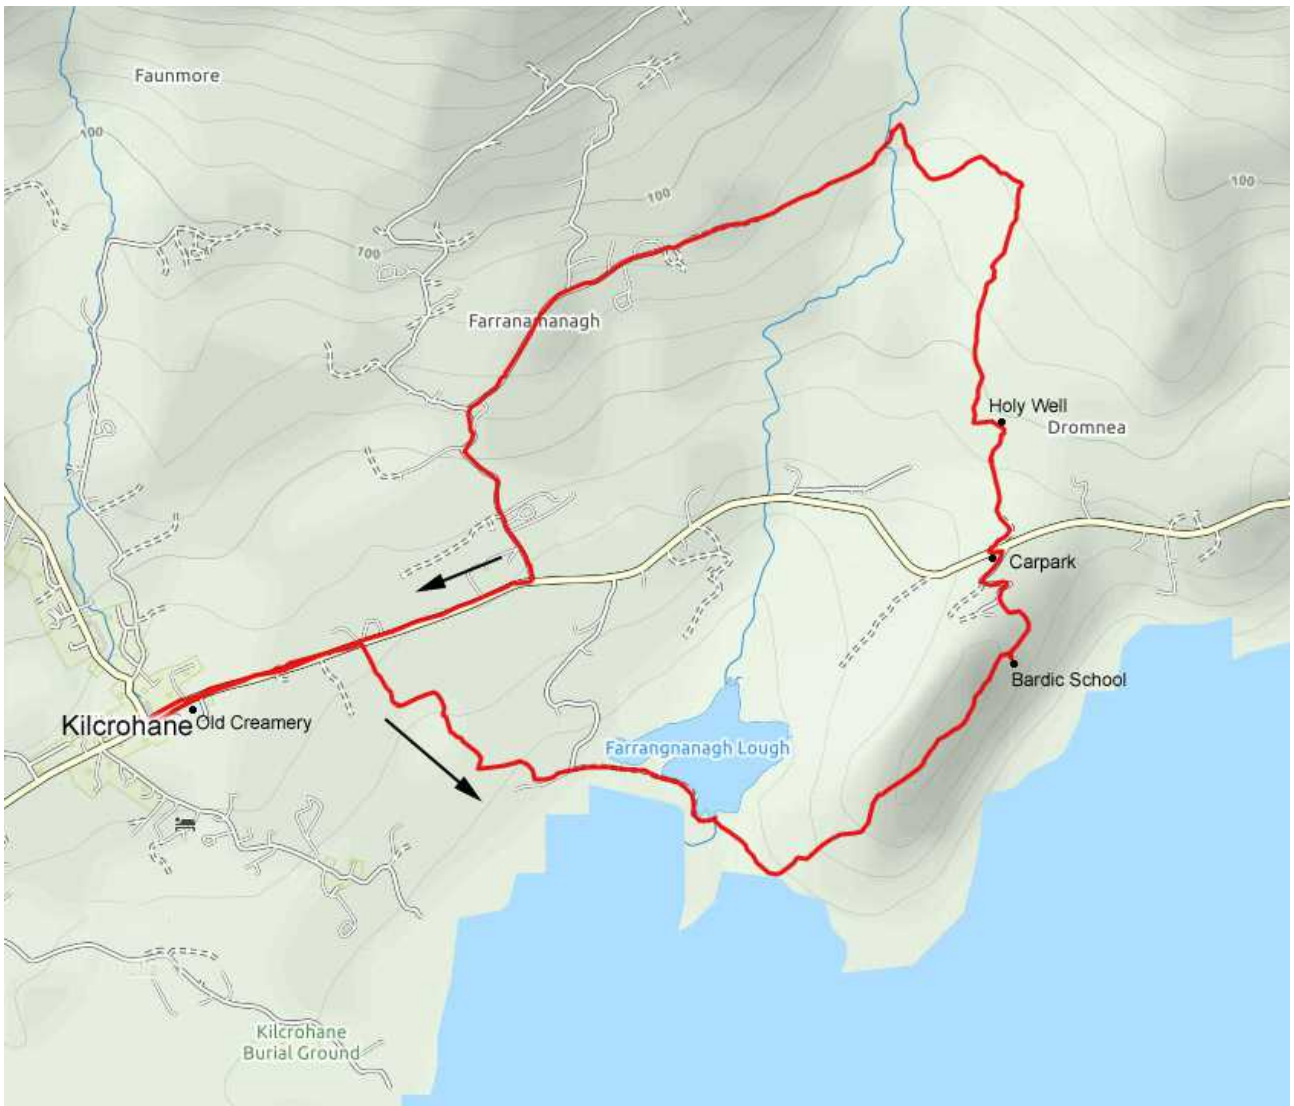 Faunmore
100
100
100
100
Farranamanagh
Holy Well
Dromnea
Carpark
Bardic School
Kilcrohane
Old Creamery
Farrangnanagh Lough
Kilcrohane
Burial Ground